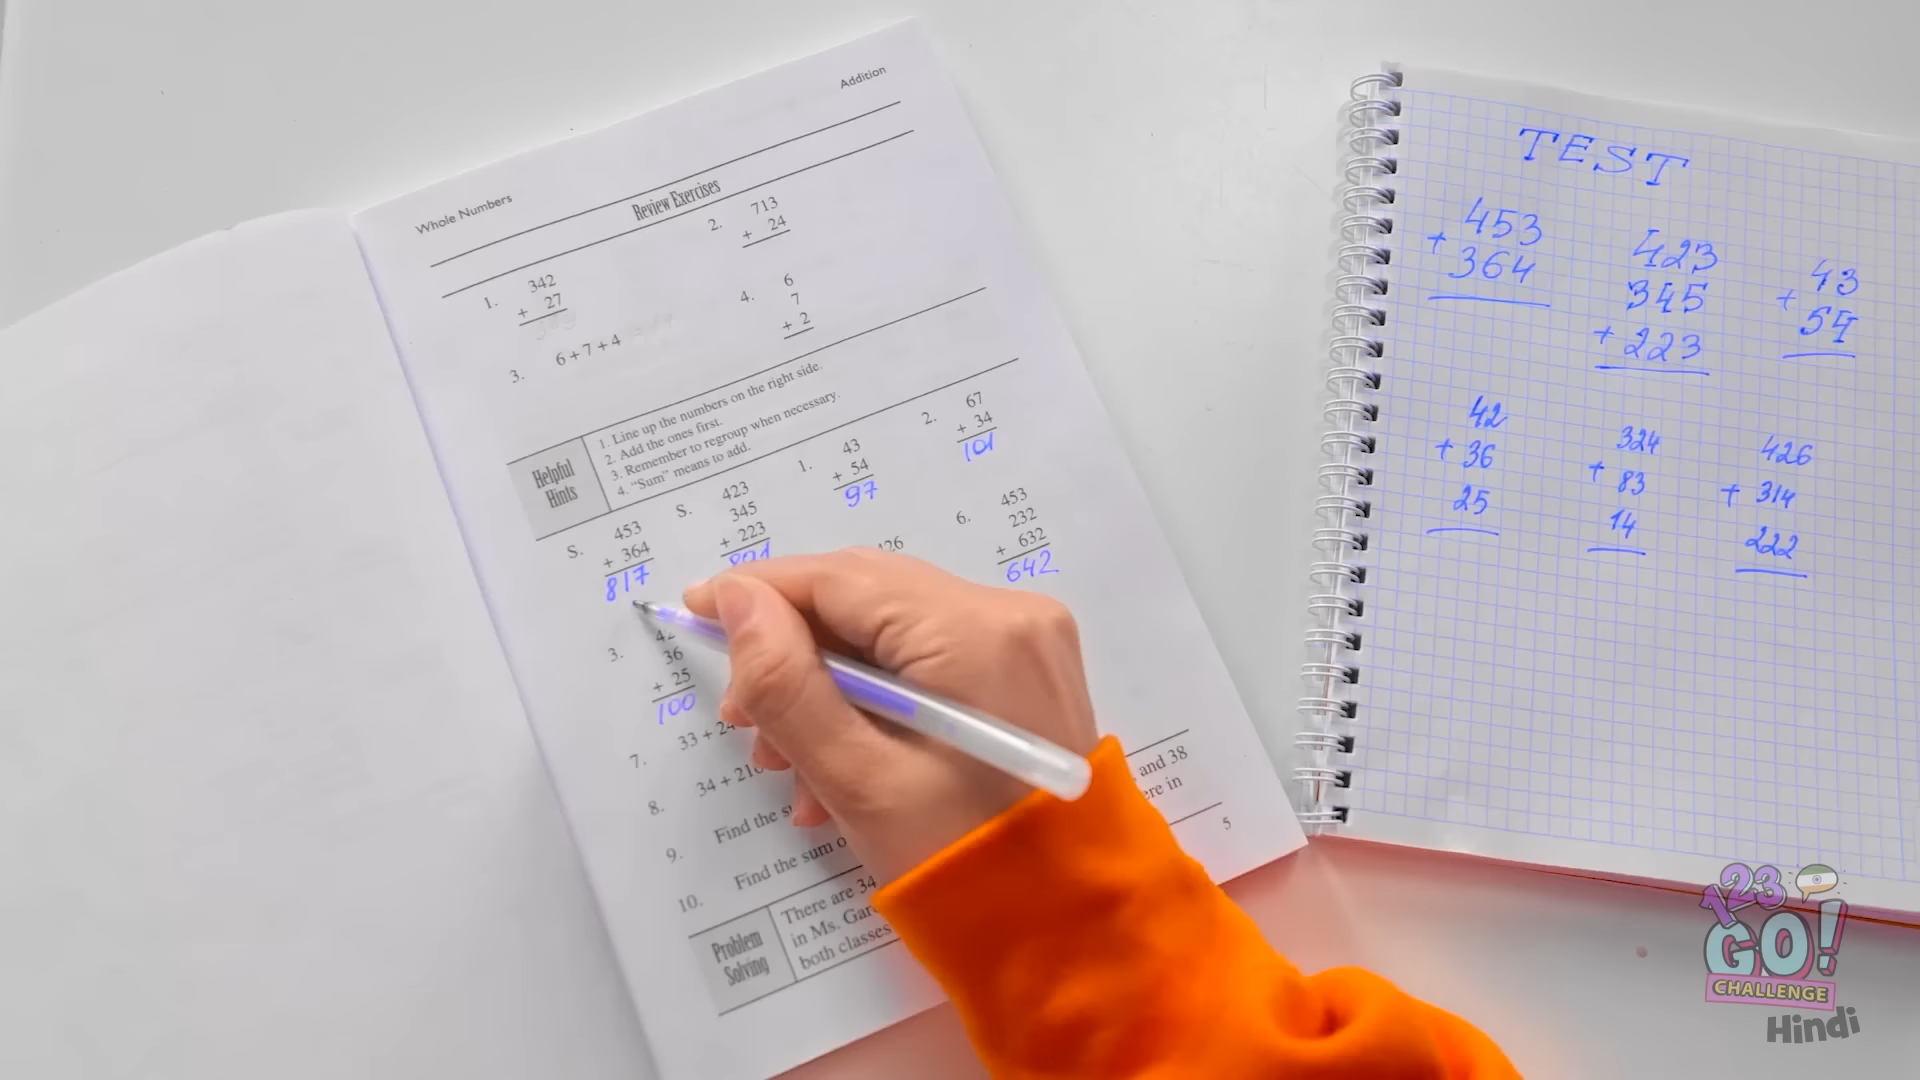 Whole Numbers
Addition
Review Exercises
1. 342
+ 27
2. 713
+ 24
3. 6 + 7 + 4
4. 6
7
+ 2
Helpful Hints
1. Line up the numbers on the right side.
2. Add the ones first.
3. Remember to regroup when necessary.
4. “Sum” means to add.
S. 453
+ 364
817
S. 423
345
+ 223
1. 43
+ 54
97
2. 67
+ 34
101
3.
36
+ 25
100
6. 453
232
+ 632
642
7. 33 + 24
8. 34 +
9. Find the
10. Find the sum
Problem Solving
There are 34
in Ms.
both classes
and 38
in
5
TEST
453
+ 364
423
345
+ 223
43
+ 54
42
+ 36
25
324
+ 83
14
426
+ 314
222
123
GO!
CHALLENGE
Hindi